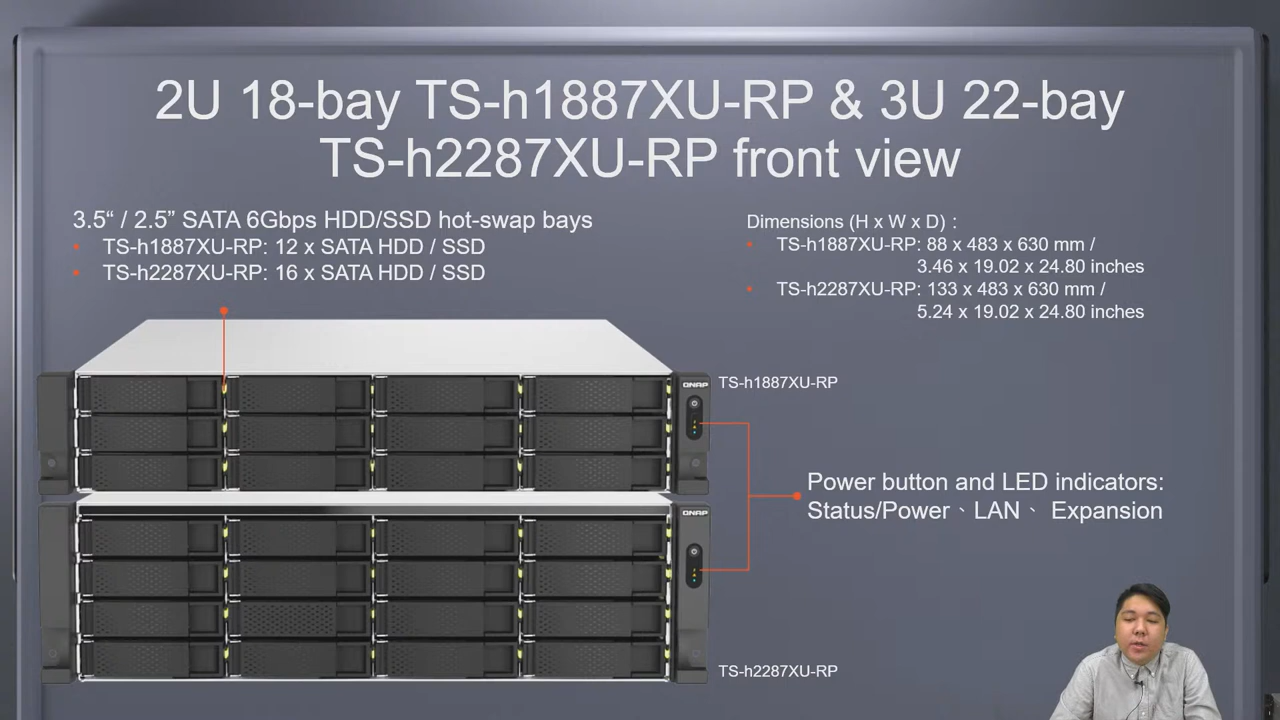 2U 18-bay TS-h1887XU-RP & 3U 22-bay
TS-h2287XU-RP front view
3.5“ / 2.5” SATA 6Gbps HDD/SSD hot-swap bays
• TS-h1887XU-RP: 12 x SATA HDD / SSD
• TS-h2287XU-RP: 16 x SATA HDD / SSD
Dimensions (H x W x D) :
• TS-h1887XU-RP: 88 x 483 x 630 mm /
3.46 x 19.02 x 24.80 inches
• TS-h2287XU-RP: 133 x 483 x 630 mm /
5.24 x 19.02 x 24.80 inches
QNAP
TS-h1887XU-RP
Power button and LED indicators:
Status/Power、LAN、 Expansion
QNAP
TS-h2287XU-RP